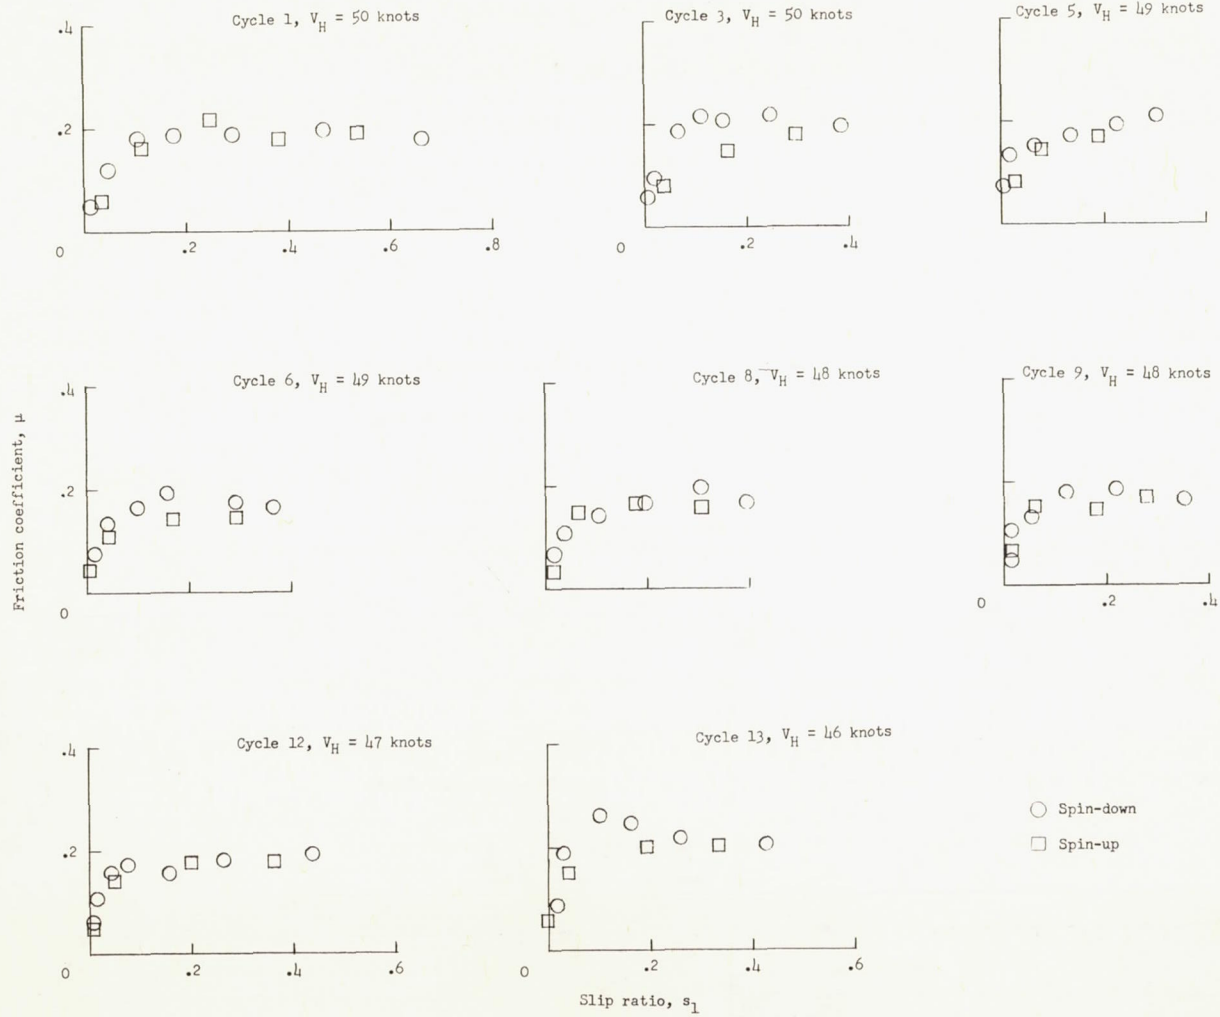 Cycle 1, V_H = 50 knots
Cycle 3, V_H = 50 knots
Cycle 5, V_H = 49 knots
.4
.2
0
.2
.4
.6
.8
0
.2
.4
Cycle 6, V_H = 49 knots
Cycle 8, V_H = 48 knots
Cycle 9, V_H = 48 knots
.4
.2
0
0
.2
.4
Friction coefficient, μ
Cycle 12, V_H = 47 knots
Cycle 13, V_H = 46 knots
.4
.2
0
.2
.4
.6
0
.2
.4
.6
Spin-down
Spin-up
Slip ratio, s_1